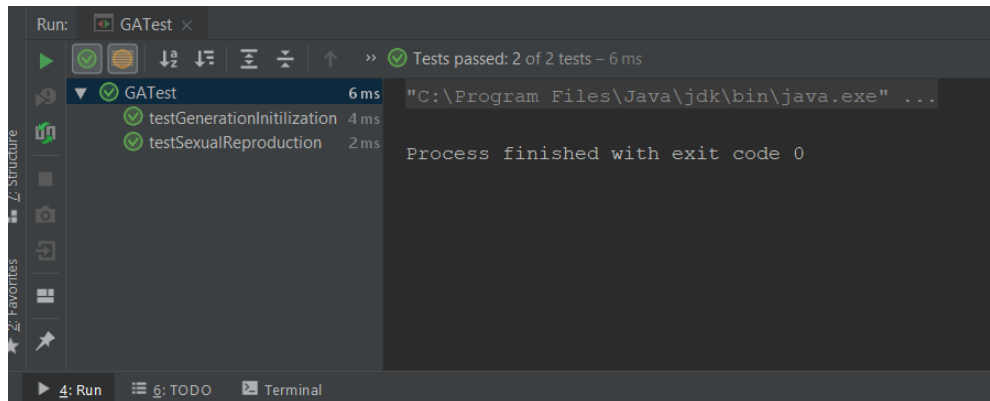 Run: GATest
Tests passed: 2 of 2 tests – 6 ms
GATest 6 ms
testGenerationInitilization 4 ms
testSexualReproduction 2 ms
"C:\Program Files\Java\jdk\bin\java.exe" ...
Process finished with exit code 0
7: Structure
2: Favorites
4: Run 6: TODO Terminal